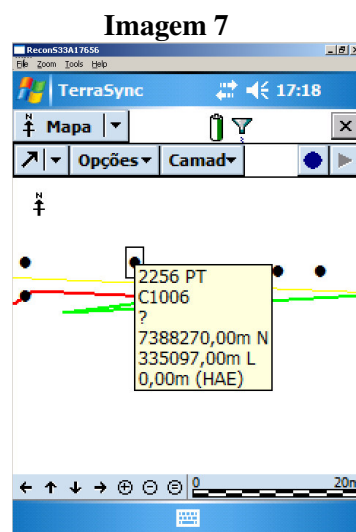 Imagem 7
ReconS33A17656
File Zoom Tools Help
TerraSync 17:18
N
Mapa
Opções Camad
N
2256 PT
C1006
?
7388270,00m N
335097,00m L
0,00m (HAE)
0 20m